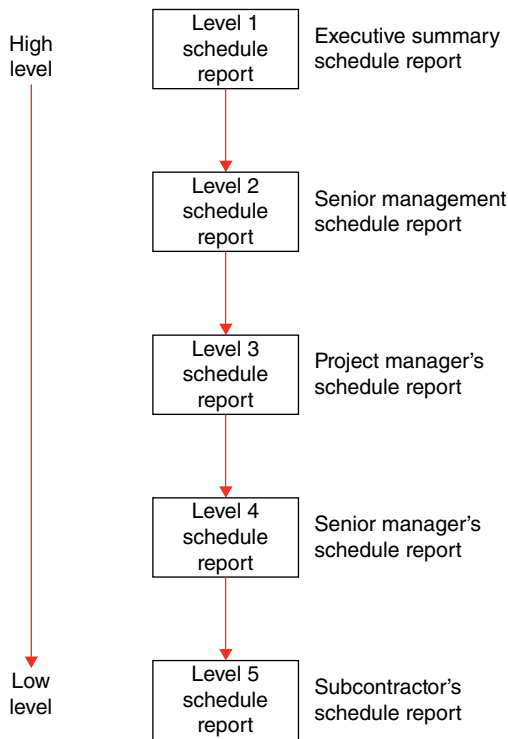 High
level
Level 1
schedule
report
Executive summary
schedule report
Level 2
schedule
report
Senior management
schedule report
Level 3
schedule
report
Project manager’s
schedule report
Level 4
schedule
report
Senior manager’s
schedule report
Low
level
Level 5
schedule
report
Subcontractor’s
schedule report